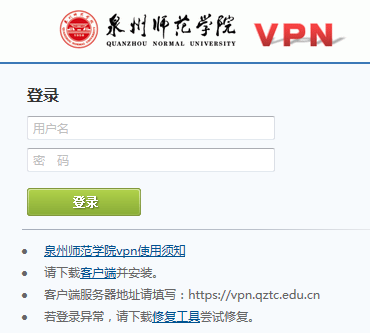 泉州师范学院 VPN
QUANZHOU NORMAL UNIVERSITY
登录
用户名
密 码
登录
泉州师范学院vpn使用须知
请下载客户端并安装。
客户端服务器地址请填写：https://vpn.qztc.edu.cn
若登录异常，请下载修复工具尝试修复。